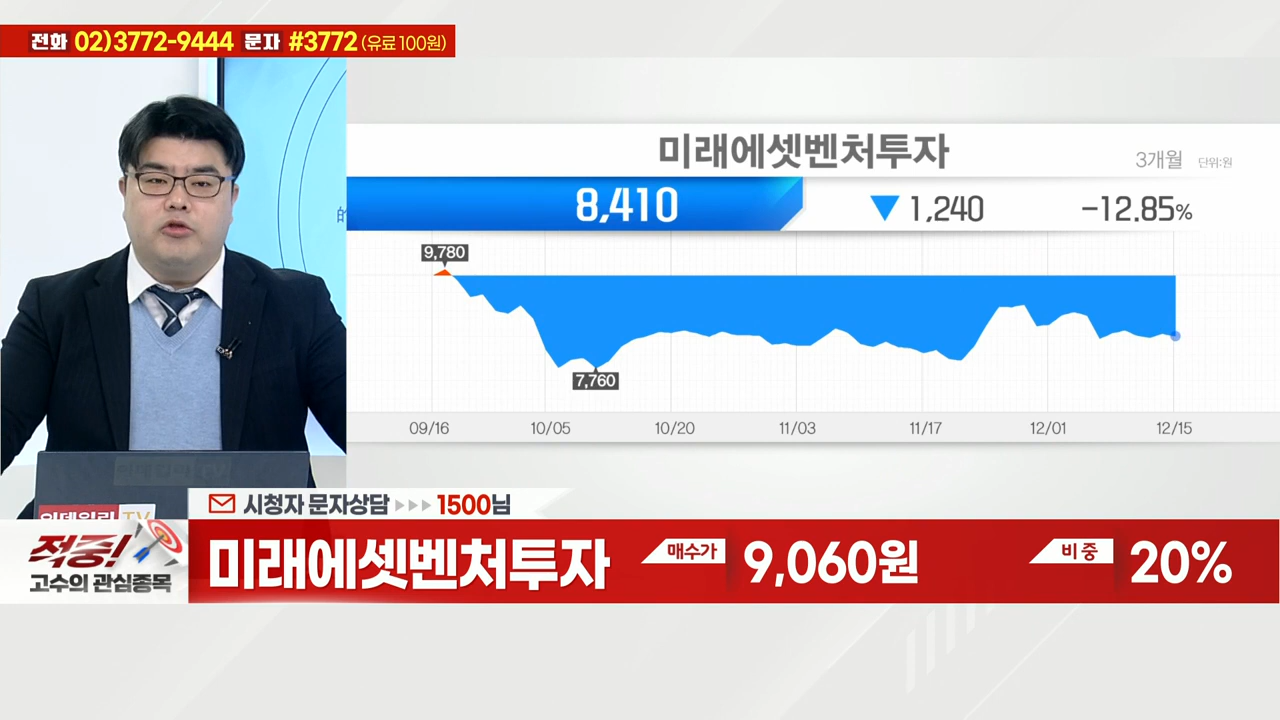 전화 02)3772-9444 문자 #3772 (유료 100원)
미래에셋벤처투자
3개월 단위:원
8,410 ▼ 1,240 -12.85%
9,780
7,760
09/16 10/05 10/20 11/03 11/17 12/01 12/15
시청자 문자상담 ▶▶▶ 1500님
적중!
고수의 관심종목
미래에셋벤처투자 매수가 9,060원 비중 20%